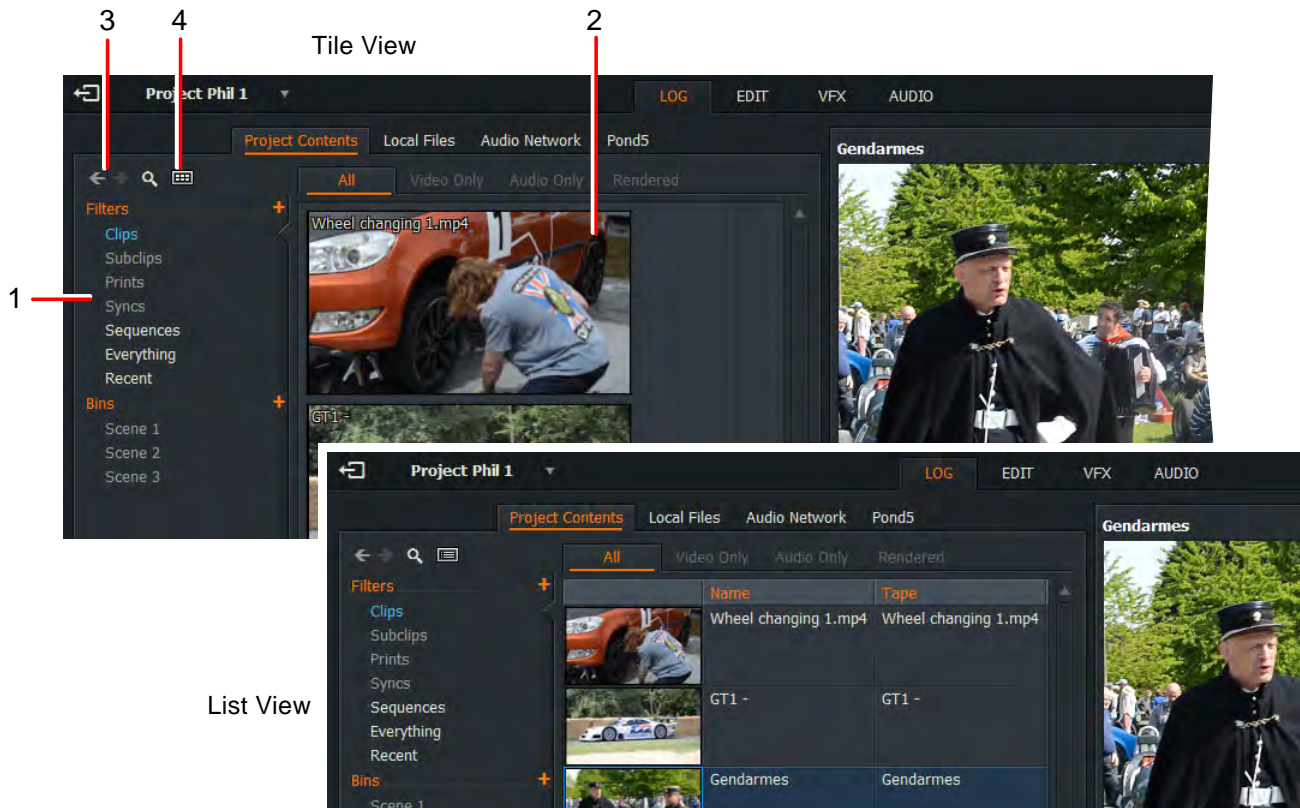 3 4 2
Tile View
Project Phil 1 LOG EDIT VFX AUDIO
Project Contents Local Files Audio Network Pond5
Gendarmes
All Video Only Audio Only Rendered
Filters +
Wheel changing 1.mp4
Clips
Subclips
Prints
1
Syncs
Sequences
Everything
Recent
Bins +
GT1 -
Scene 1
Scene 2
Scene 3
Project Phil 1 LOG EDIT VFX AUDIO
Project Contents Local Files Audio Network Pond5
Gendarmes
All Video Only Audio Only Rendered
Filters +
Name Tape
Clips
Wheel changing 1.mp4 Wheel changing 1.mp4
Subclips
Prints
Syncs
List View
Sequences
GT1 - GT1 -
Everything
Recent
Bins +
Gendarmes Gendarmes
Scene 1